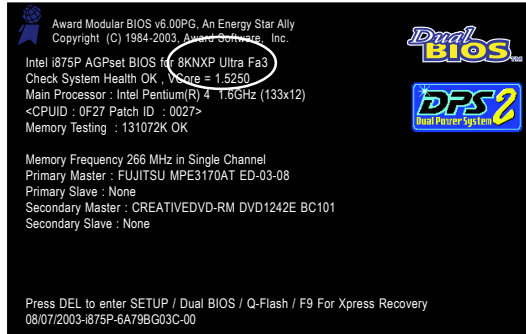 Award Modular BIOS v6.00PG, An Energy Star Ally
Copyright (C) 1984-2003, Award Software, Inc.
Dual
BIOS
TM
Intel i875P AGPset BIOS for 8KNXP Ultra Fa3
Check System Health OK , VCore = 1.5250
Main Processor : Intel Pentium(R) 4 1.6GHz (133x12)
<CPUID : 0F27 Patch ID : 0027>
Memory Testing : 131072K OK
DPS 2
Dual Power System
Memory Frequency 266 MHz in Single Channel
Primary Master : FUJITSU MPE3170AT ED-03-08
Primary Slave : None
Secondary Master : CREATIVEDVD-RM DVD1242E BC101
Secondary Slave : None
Press DEL to enter SETUP / Dual BIOS / Q-Flash / F9 For Xpress Recovery
08/07/2003-i875P-6A79BG03C-00